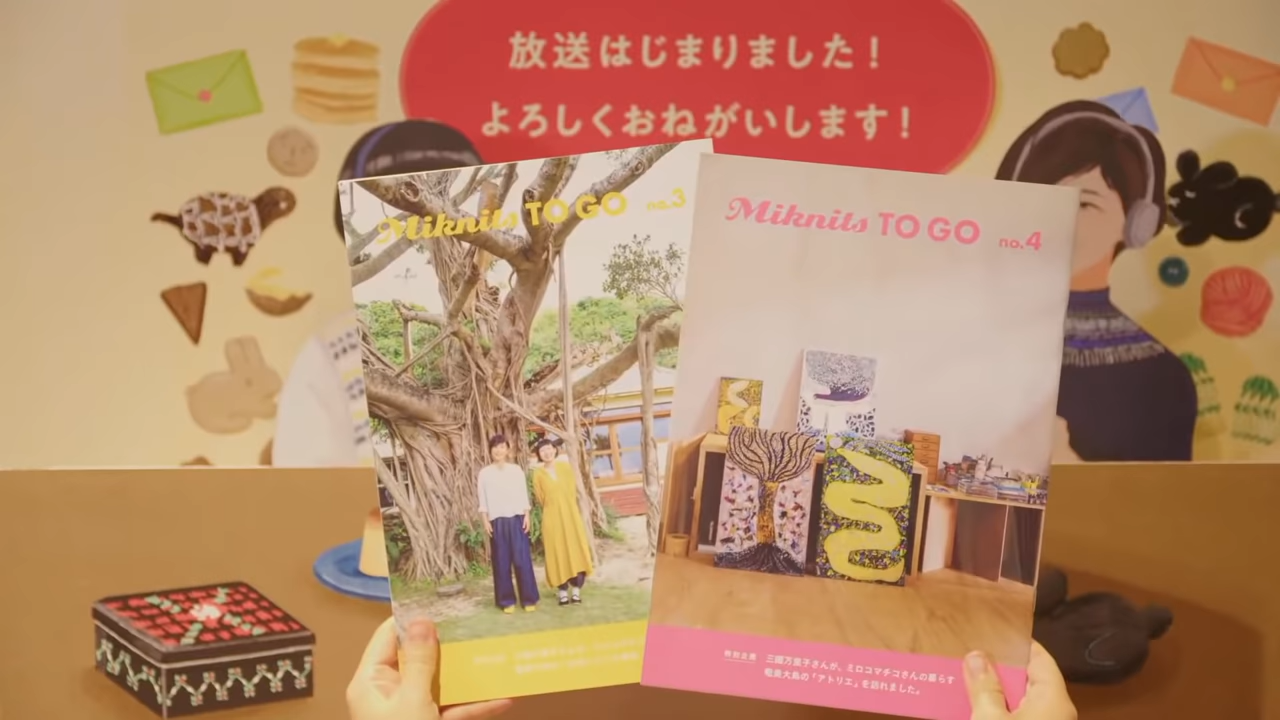 放送はじまりました！
よろしくおねがいします！
Miknits TO GO no.3
Miknits TO GO no.4
特別企画 三國万里子さんが、ミロコマチコさんの暮らす
奄美大島の「アトリエ」を訪れました。